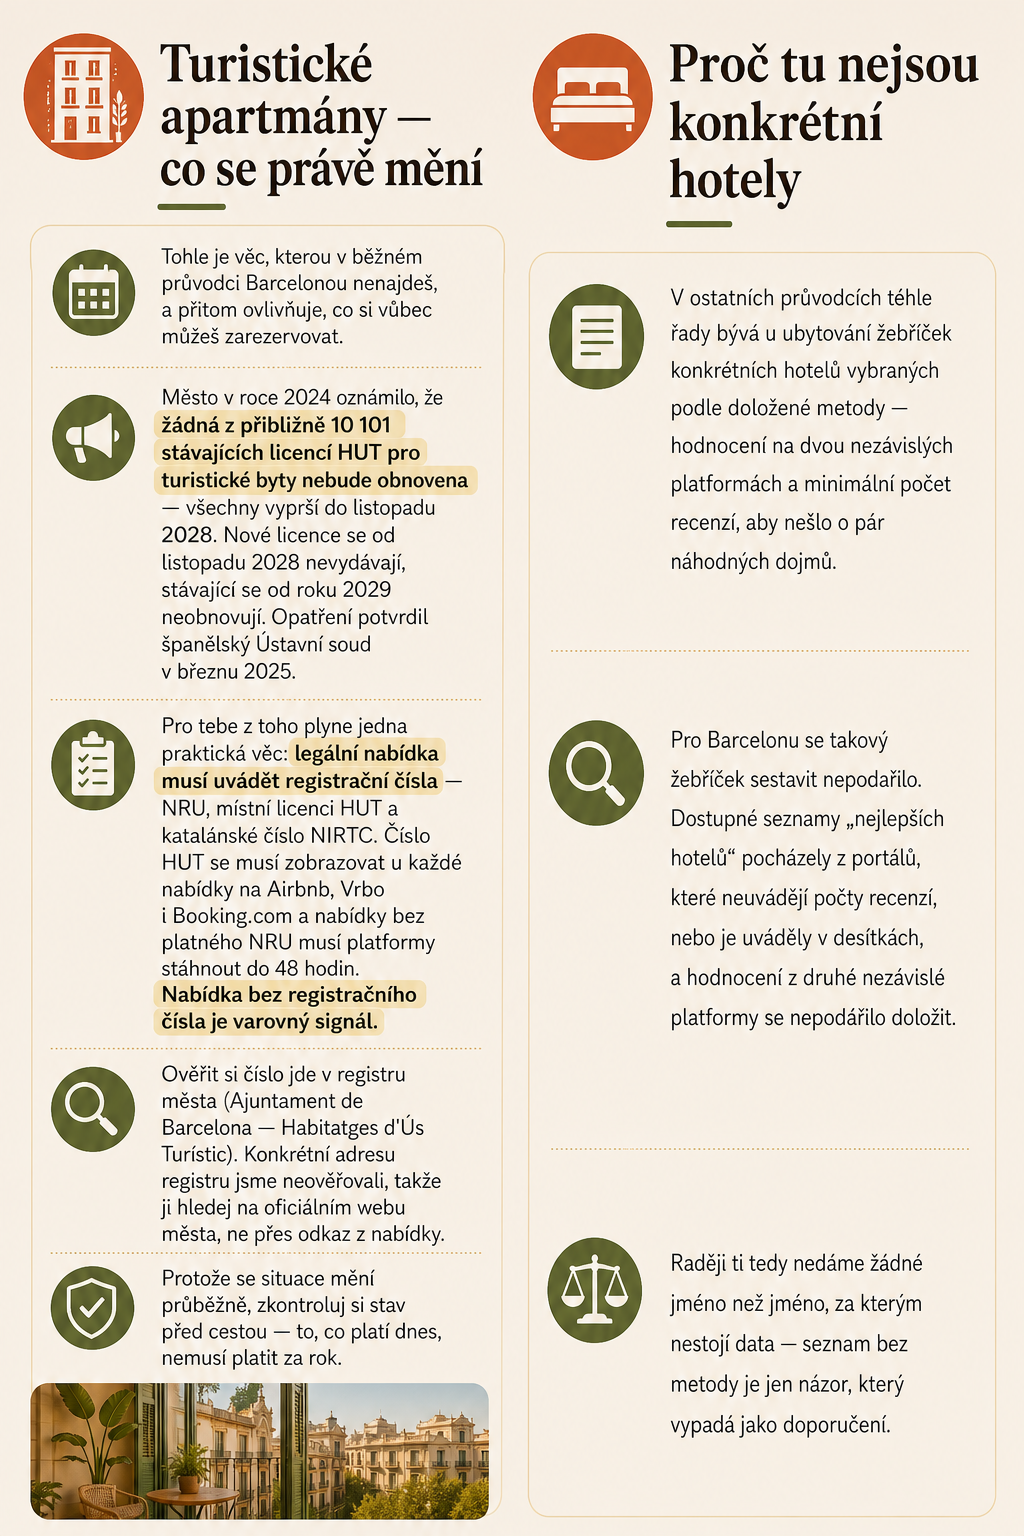 Turistické
apartmány —
co se právě mění
Tohle je věc, kterou v běžném
průvodci Barcelonou nenajdeš,
a přitom ovlivňuje, co si vůbec
můžeš zarezervovat.
Město v roce 2024 oznámilo, že
žádná z přibližně 10 101
stávajících licencí HUT pro
turistické byty nebude obnovena
— všechny vyprší do listopadu
2028. Nové licence se od
listopadu 2028 nevydávají,
stávající se od roku 2029
neobnovují. Opatření potvrdil
španělský Ústavní soud
v březnu 2025.
Pro tebe z toho plyne jedna
praktická věc: legální nabídka
musí uvádět registrační čísla —
NRU, místní licenci HUT a
katalánské číslo NIRTC. Číslo
HUT se musí zobrazovat u každé
nabídky na Airbnb, Vrbo
i Booking.com a nabídky bez
platného NRU musí platformy
stáhnout do 48 hodin.
Nabídka bez registračního
čísla je varovný signál.
Ověřit si číslo jde v registru
města (Ajuntament de
Barcelona — Habitatges d'Ús
Turístic). Konkrétní adresu
registru jsme neověřovali, takže
ji hledej na oficiálním webu
města, ne přes odkaz z nabídky.
Protože se situace mění
průběžně, zkontroluj si stav
před cestou — to, co platí dnes,
nemusí platit za rok.
Proč tu nejsou
konkrétní
hotely
V ostatních průvodcích téhle
řady bývá u ubytování žebříček
konkrétních hotelů vybraných
podle doložené metody —
hodnocení na dvou nezávislých
platformách a minimální počet
recenzí, aby nešlo o pár
náhodných dojmů.
Pro Barcelonu se takový
žebříček sestavit nepodařilo.
Dostupné seznamy „nejlepších
hotelů“ pocházely z portálů,
které neuvádějí počty recenzí,
nebo je uváděly v desítkách,
a hodnocení z druhé nezávislé
platformy se nepodářilo doložit.
Raději ti tedy nedáme žádné
jméno než jméno, za kterým
nestojí data — seznam bez
metody je jen názor, který
vypadá jako doporučení.